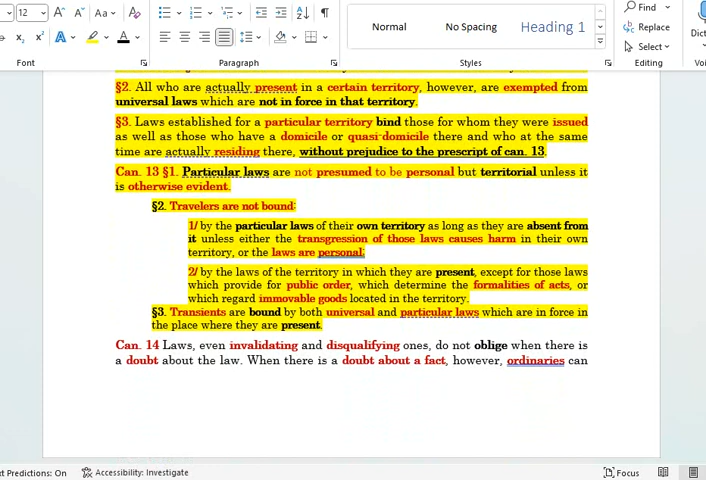 12
Aa
A
Font
Paragraph
Normal
No Spacing
Heading 1
Styles
Find
Replace
Select
Editing
§2. All who are actually present in a certain territory, however, are exempted from
universal laws which are not in force in that territory.
§3. Laws established for a particular territory bind those for whom they were issued
as well as those who have a domicile or quasi-domicile there and who at the same
time are actually residing there, without prejudice to the prescript of can. 13.
Can. 13 §1. Particular laws are not presumed to be personal but territorial unless it
is otherwise evident.
§2. Travelers are not bound:
1/ by the particular laws of their own territory as long as they are absent from
it unless either the transgression of those laws causes harm in their own
territory, or the laws are personal;
2/ by the laws of the territory in which they are present, except for those laws
which provide for public order, which determine the formalities of acts, or
which regard immovable goods located in the territory.
§3. Transients are bound by both universal and particular laws which are in force in
the place where they are present.
Can. 14 Laws, even invalidating and disqualifying ones, do not oblige when there is
a doubt about the law. When there is a doubt about a fact, however, ordinaries can
t Predictions: On
Accessibility: Investigate
Focus